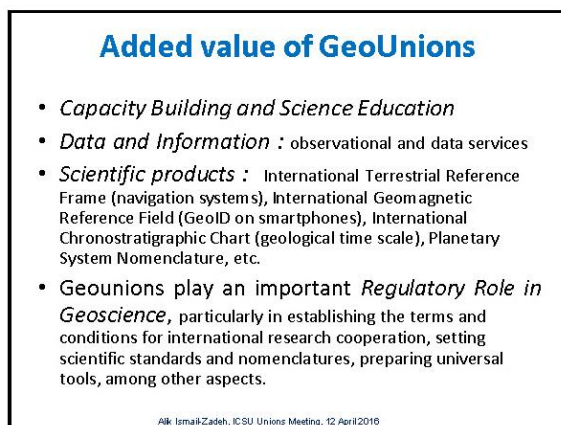 Added value of GeoUnions
• Capacity Building and Science Education
• Data and Information : observational and data services
• Scientific products : International Terrestrial Reference
Frame (navigation systems), International Geomagnetic
Reference Field (GeoID on smartphones), International
Chronostratigraphic Chart (geological time scale), Planetary
System Nomenclature, etc.
• Geounions play an important Regulatory Role in
Geoscience, particularly in establishing the terms and
conditions for international research cooperation, setting
scientific standards and nomenclatures, preparing universal
tools, among other aspects.
Alik Ismail-Zadeh, ICSU Unions Meeting, 12 April 2016